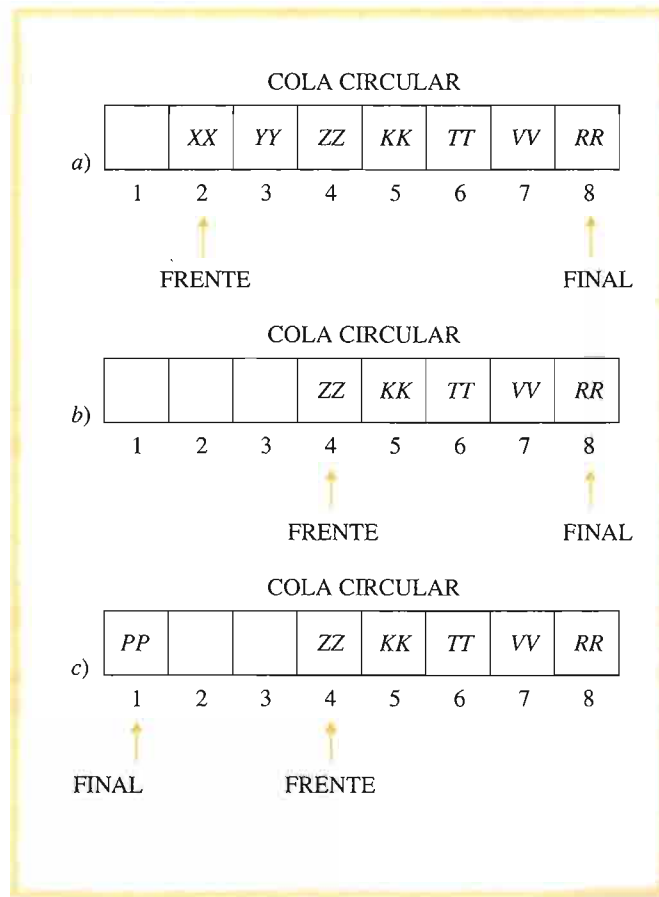 COLA CIRCULAR
a) XX YY ZZ KK TT VV RR
1 2 3 4 5 6 7 8
FRENTE FINAL
COLA CIRCULAR
b) ZZ KK TT VV RR
1 2 3 4 5 6 7 8
FRENTE FINAL
COLA CIRCULAR
c) PP ZZ KK TT VV RR
1 2 3 4 5 6 7 8
FINAL FRENTE